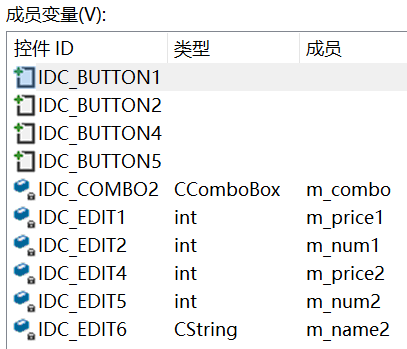 成员变量(V):
控件 ID 类型 成员
IDC_BUTTON1
IDC_BUTTON2
IDC_BUTTON4
IDC_BUTTON5
IDC_COMBO2 CComboBox m_combo
IDC_EDIT1 int m_price1
IDC_EDIT2 int m_num1
IDC_EDIT4 int m_price2
IDC_EDIT5 int m_num2
IDC_EDIT6 CString m_name2